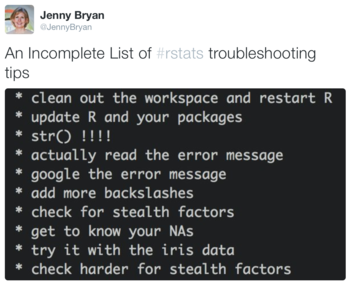 Jenny Bryan
@JennyBryan
An Incomplete List of #rstats troubleshooting
tips
* clean out the workspace and restart R
* update R and your packages
* str() !!!!
* actually read the error message
* google the error message
* add more backslashes
* check for stealth factors
* get to know your NAs
* try it with the iris data
* check harder for stealth factors